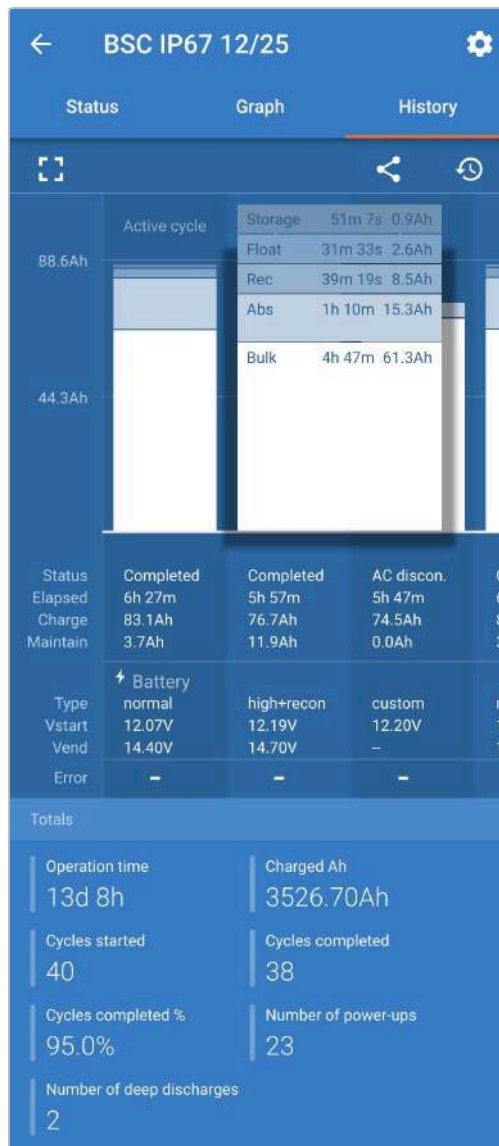 BSC IP67 12/25
Status Graph History
Active cycle
Storage 51m 7s 0.9Ah
Float 31m 33s 2.6Ah
88.6Ah
Rec 39m 19s 8.5Ah
Abs 1h 10m 15.3Ah
Bulk 4h 47m 61.3Ah
44.3Ah
Status Completed Completed AC discon.
Elapsed 6h 27m 5h 57m 5h 47m
Charge 83.1Ah 76.7Ah 74.5Ah
Maintain 3.7Ah 11.9Ah 0.0Ah
Battery
Type normal high+recon custom
Vstart 12.07V 12.19V 12.20V
Vend 14.40V 14.70V –
Error – – –
Totals
Operation time Charged Ah
13d 8h 3526.70Ah
Cycles started Cycles completed
40 38
Cycles completed % Number of power-ups
95.0% 23
Number of deep discharges
2